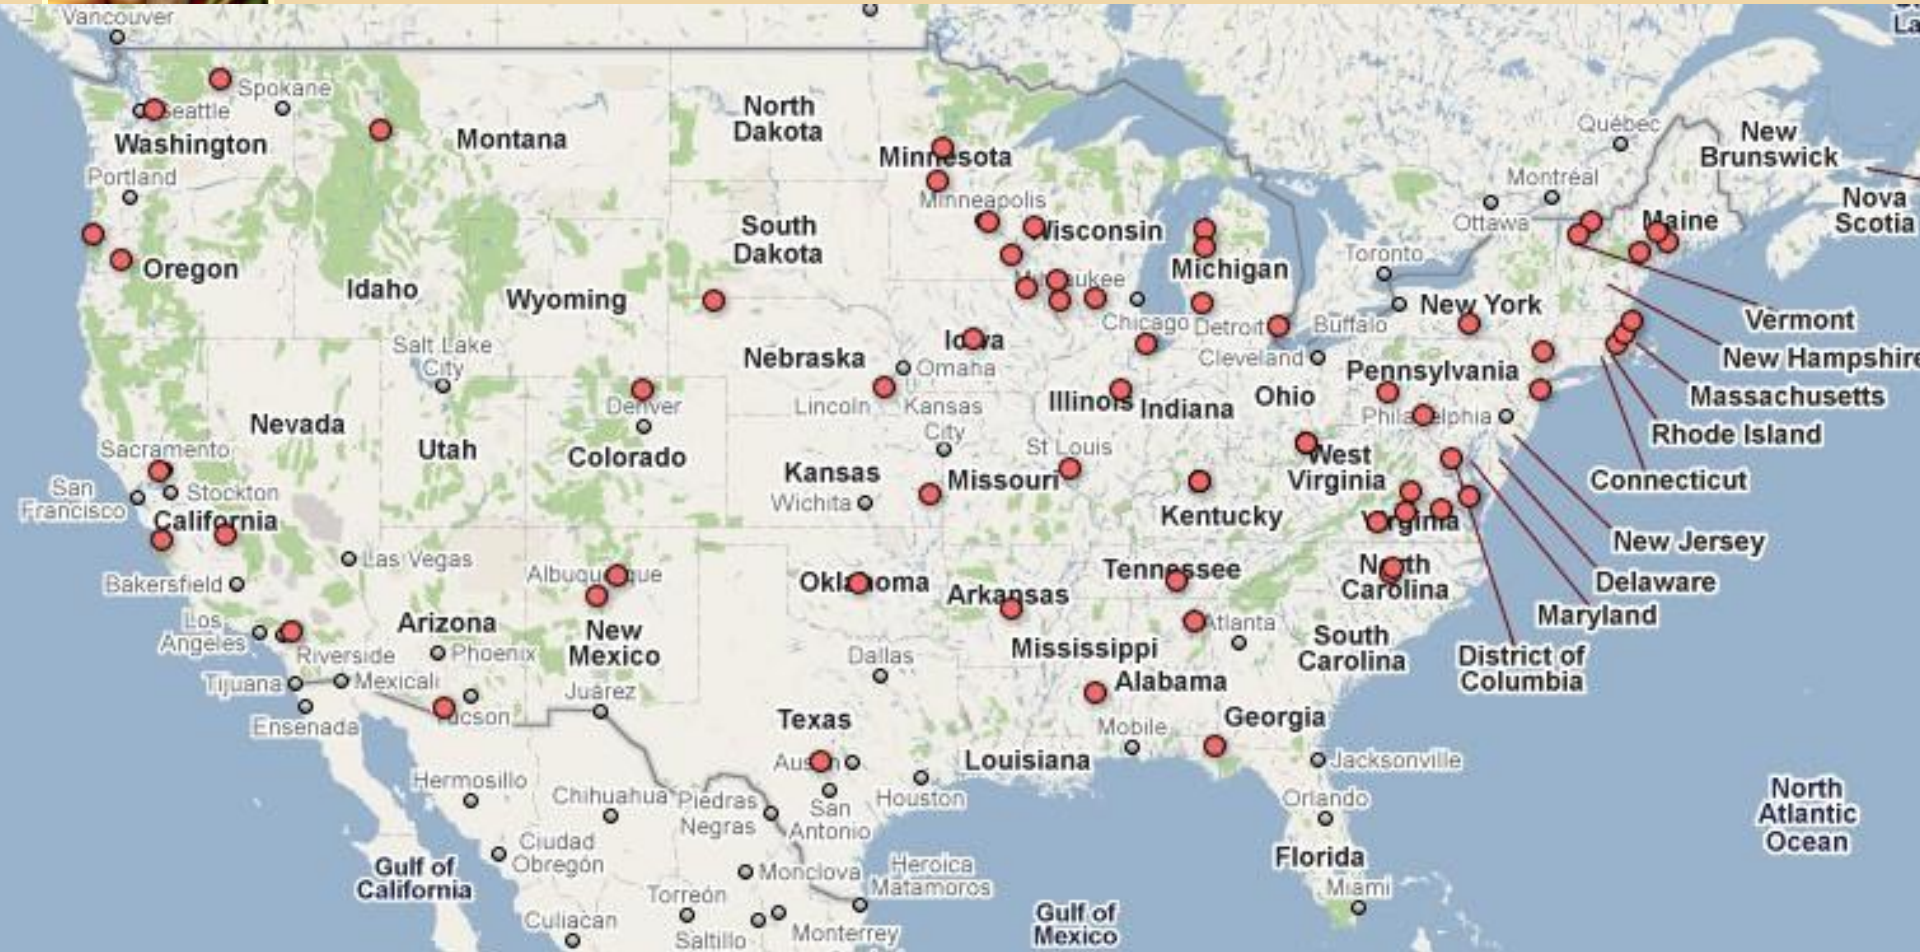 Vancouver
Spokane
Seattle
Washington
Montana
North
Dakota
Minnesota
Québec
New
Brunswick
Portland
Minneapolis
Montréal
Nova
Scotia
Ottawa
Maine
South
Dakota
Wisconsin
Oregon
Michigan
Toronto
Idaho
Wyoming
Milwaukee
New York
Vermont
Chicago
Detroit
Buffalo
Salt Lake
City
Nebraska
Iowa
Omaha
Cleveland
New Hampshire
Pennsylvania
Massachusetts
Denver
Lincoln
Kansas
City
Illinois
Indiana
Ohio
Philadelphia
Nevada
Utah
Colorado
St Louis
West
Virginia
Rhode Island
Sacramento
San
Francisco
Stockton
Kansas
Missouri
Wichita
Connecticut
California
Kentucky
Virginia
New Jersey
Las Vegas
Bakersfield
Albuquerque
Oklahoma
Arkansas
Tennessee
North
Carolina
Delaware
Maryland
Los
Angeles
Arizona
New
Mexico
Atlanta
South
Carolina
Riverside
Phoenix
Dallas
Mississippi
District of
Columbia
Tijuana
Mexicali
Juárez
Alabama
Ensenada
Tucson
Texas
Georgia
Mobile
Austin
Louisiana
Jacksonville
Hermosillo
Chihuahua
Piedras
Negras
San
Antonio
Houston
Orlando
North
Atlantic
Ocean
Ciudad
Obregón
Gulf of
California
Monclova
Heroica
Matamoros
Florida
Miami
Torreón
Culiacán
Saltillo
Monterrey
Gulf of
Mexico